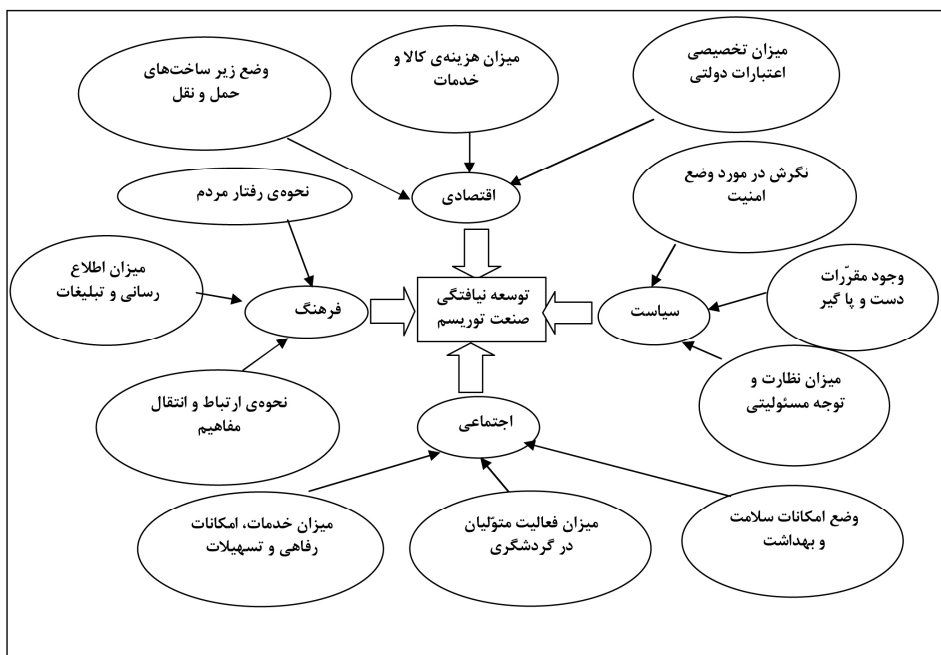 میزان تخصیصی
اعتبارات دولتی
میزان هزینه‌ی کالا و
خدمات
وضع زیر ساخت‌های
حمل و نقل
اقتصادی
نگرش در مورد وضع
امنیت
نحوه‌ی رفتار مردم
وجود مقرّرات
دست و پا گیر
میزان اطلاع
رسانی و تبلیغات
سیاست
توسعه نیافتگی
صنعت توریسم
فرهنگ
میزان نظارت و
توجه مسئولیتی
نحوه‌ی ارتباط و انتقال
مفاهیم
اجتماعی
وضع امکانات سلامت
و بهداشت
میزان فعالیت متوّلیان
در گردشگری
میزان خدمات، امکانات
رفاهی و تسهیلات